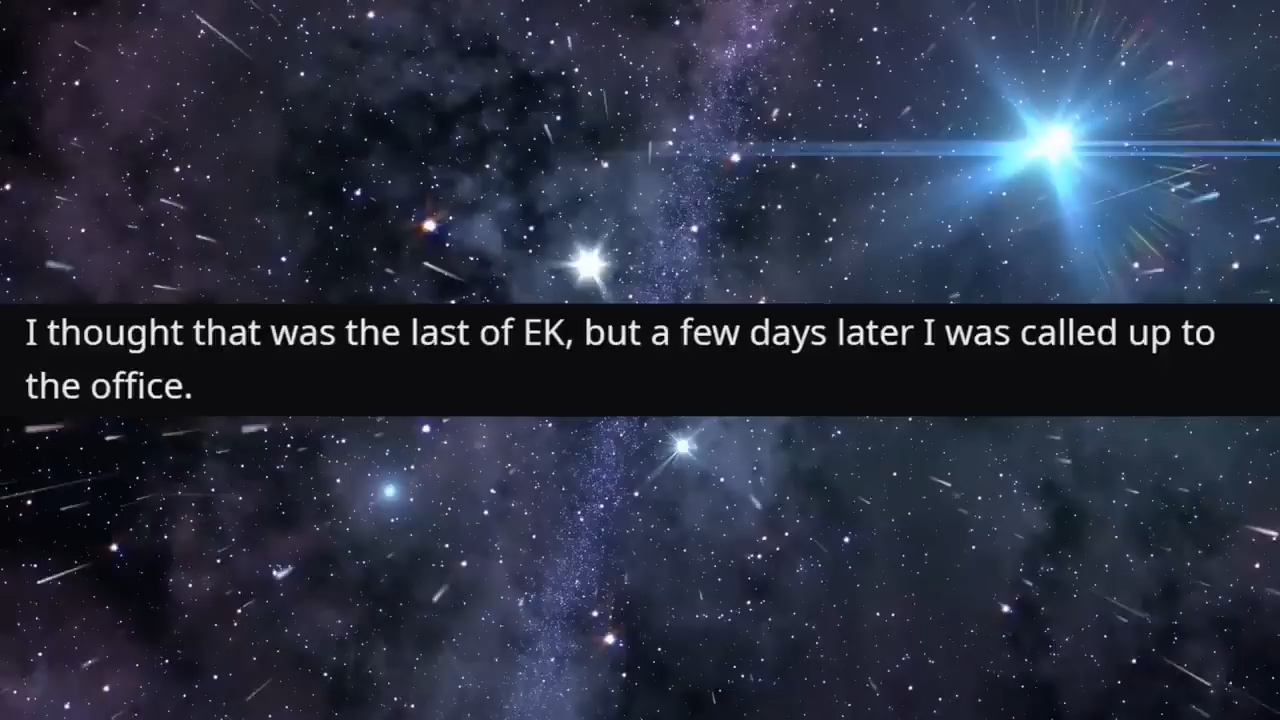 I thought that was the last of EK, but a few days later I was called up to
the office.